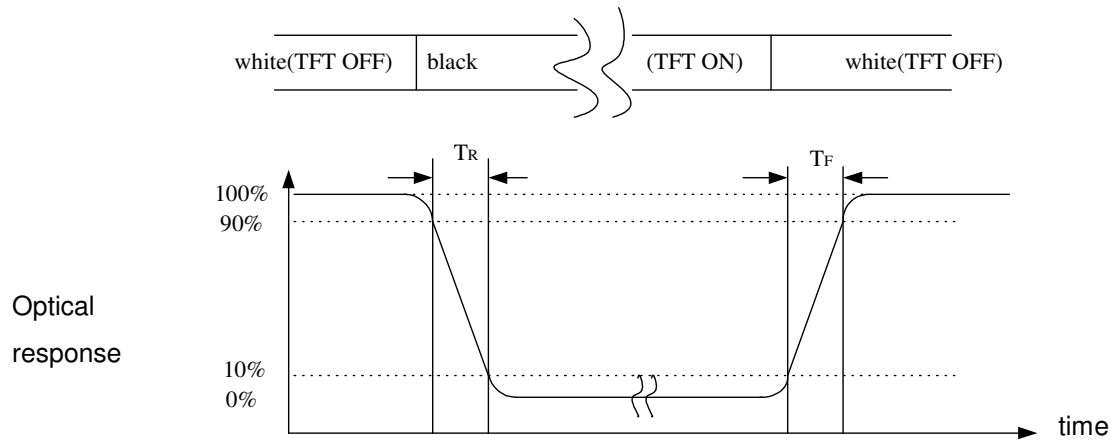 white(TFT OFF) black (TFT ON) white(TFT OFF)
TR TF
100%
90%
Optical
response
10%
0%
time